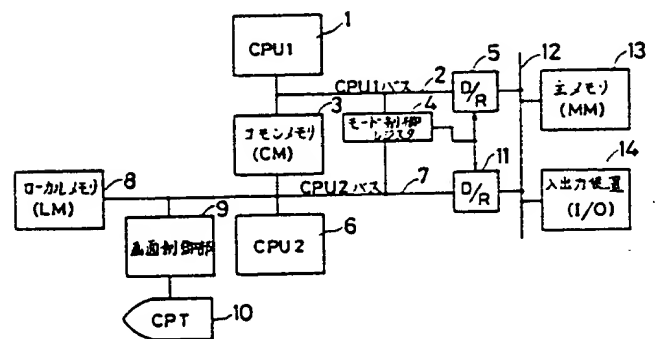 1
CPU1
5
12
13
CPU1バス
2
D/R
主メモリ
(MM)
3
4
コモンメモリ
(CM)
モード制御
レジスタ
11
14
ローカルメモリ
(LM)
8
CPU2バス
7
D/R
入出力装置
(I/O)
9
画面制御部
CPU2
6
CPT
10